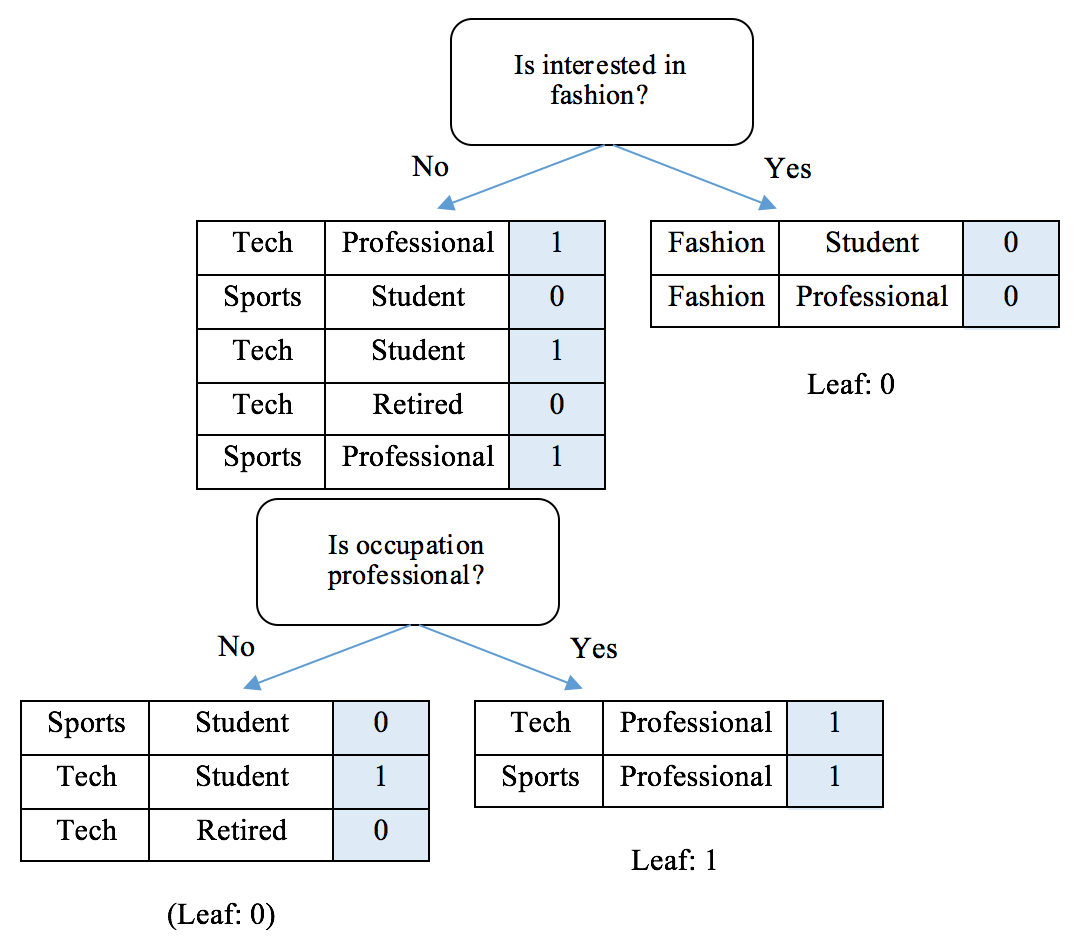 Is interested in
fashion?
No
Yes
Tech Professional 1
Sports Student 0
Tech Student 1
Tech Retired 0
Sports Professional 1
Fashion Student 0
Fashion Professional 0
Leaf: 0
Is occupation
professional?
No
Yes
Sports Student 0
Tech Student 1
Tech Retired 0
(Leaf: 0)
Tech Professional 1
Sports Professional 1
Leaf: 1